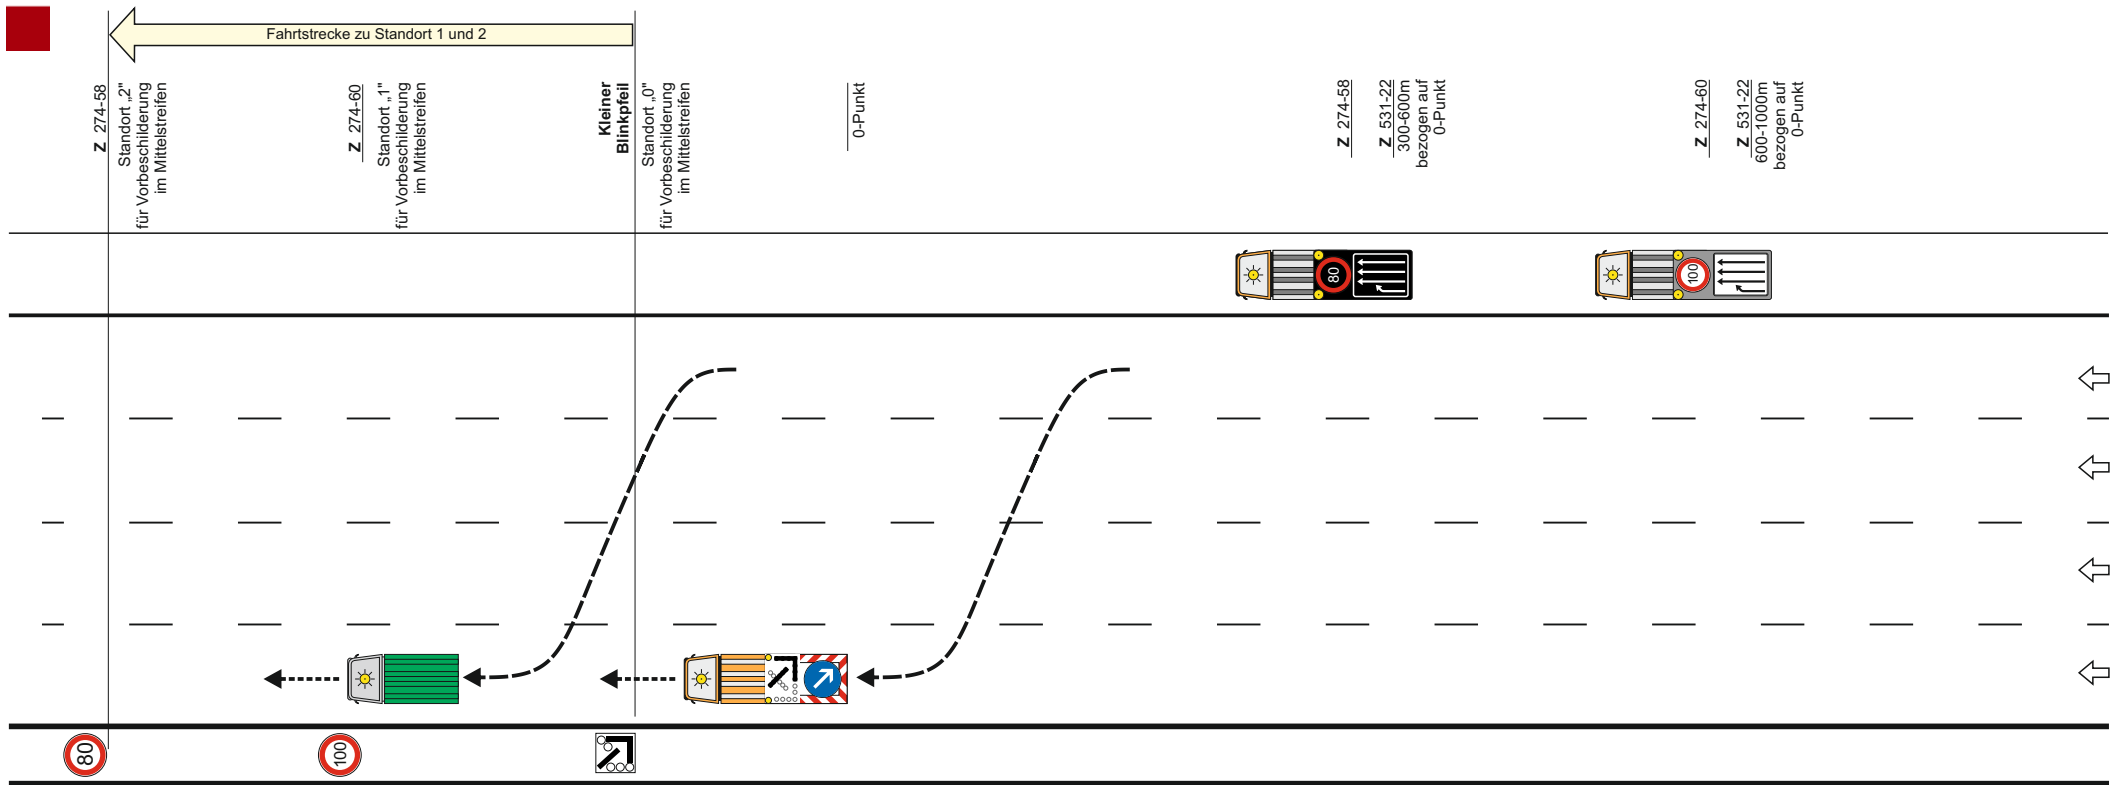 Fahrtstrecke zu Standort 1 und 2
Z 274-58
Standort „2"
für Vorbeschilderung
im Mittelstreifen
Z 274-60
Standort „1"
für Vorbeschilderung
im Mittelstreifen
Kleiner
Blinkpfeil
Standort „0"
für Vorbeschilderung
im Mittelstreifen
0-Punkt
Z 274-58
Z 531-22
300-600m
bezogen auf
0-Punkt
Z 274-60
Z 531-22
600-1000m
bezogen auf
0-Punkt
80
100
80
100